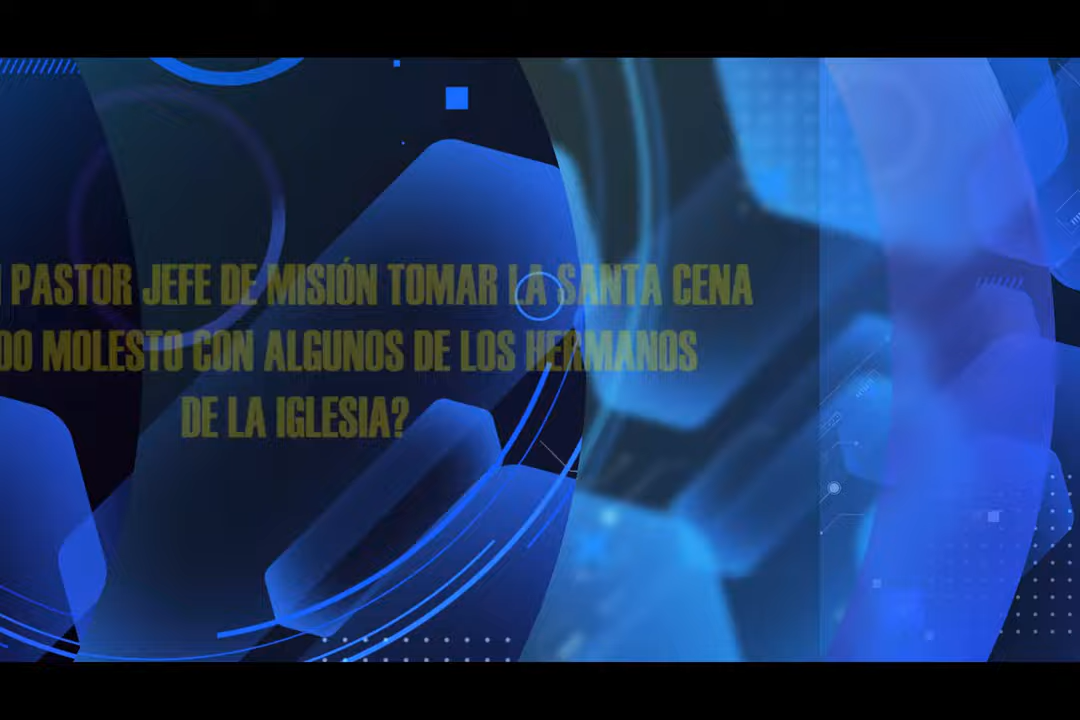 PASTOR JEFE DE MISIÓN TOMAR LA SANTA CENA
MOLESTO CON ALGUNOS DE LOS HERMANOS
DE LA IGLESIA?